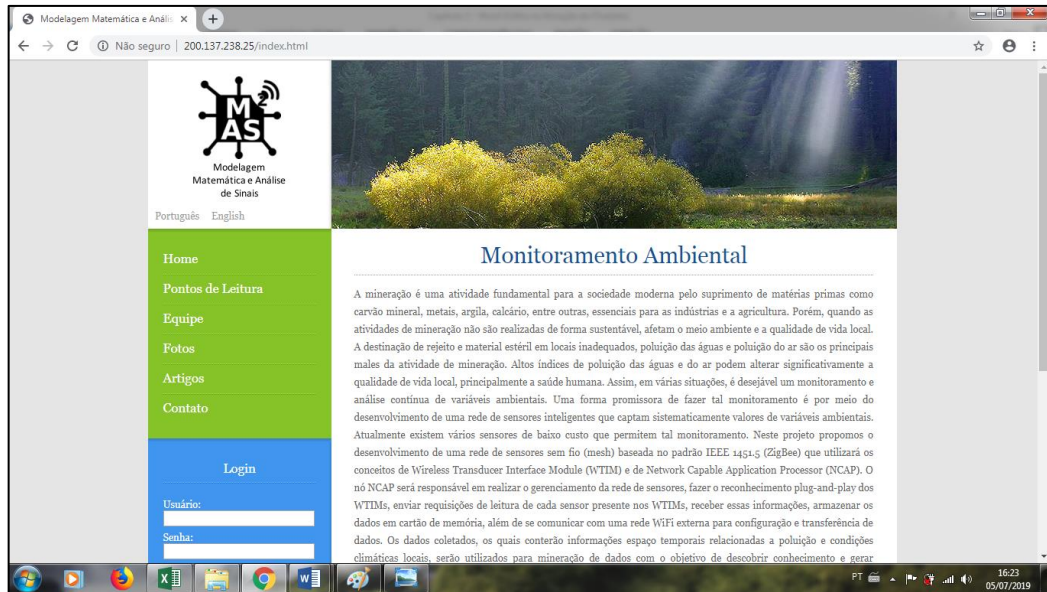 Modelagem Matemática e Anális
Não seguro
200.137.238.25/index.html
M2
AS
Modelagem
Matemática e Análise
de Sinais
Português English
Home
Pontos de Leitura
Equipe
Fotos
Artigos
Contato
Login
Usuário:
Senha:
Monitoramento Ambiental
A mineração é uma atividade fundamental para a sociedade moderna pelo suprimento de matérias primas como
carvão mineral, metais, argila, calcário, entre outras, essenciais para as indústrias e a agricultura. Porém, quando as
atividades de mineração não são realizadas de forma sustentável, afetam o meio ambiente e a qualidade de vida local.
A destinação de rejeito e material estéril em locais inadequados, poluição das águas e poluição do ar são os principais
males da atividade de mineração. Altos índices de poluição das águas e do ar podem alterar significativamente a
qualidade de vida local, principalmente a saúde humana. Assim, em várias situações, é desejável um monitoramento e
análise contínua de variáveis ambientais. Uma forma promissora de fazer tal monitoramento é por meio do
desenvolvimento de uma rede de sensores inteligentes que captam sistematicamente valores de variáveis ambientais.
Atualmente existem vários sensores de baixo custo que permitem tal monitoramento. Neste projeto propomos o
desenvolvimento de uma rede de sensores sem fio (mesh) baseada no padrão IEEE 1451.5 (ZigBee) que utilizará os
conceitos de Wireless Transducer Interface Module (WTIM) e de Network Capable Application Processor (NCAP). O
nó NCAP será responsável em realizar o gerenciamento da rede de sensores, fazer o reconhecimento plug-and-play dos
WTIMs, enviar requisições de leitura de cada sensor presente nos WTIMs, receber essas informações, armazenar os
dados em cartão de memória, além de se comunicar com uma rede WiFi externa para configuração e transferência de
dados. Os dados coletados, os quais conterão informações espaço temporais relacionadas a poluição e condições
climáticas locais, serão utilizados para mineração de dados com o objetivo de descobrir conhecimento e gerar
PT
16:23
05/07/2019